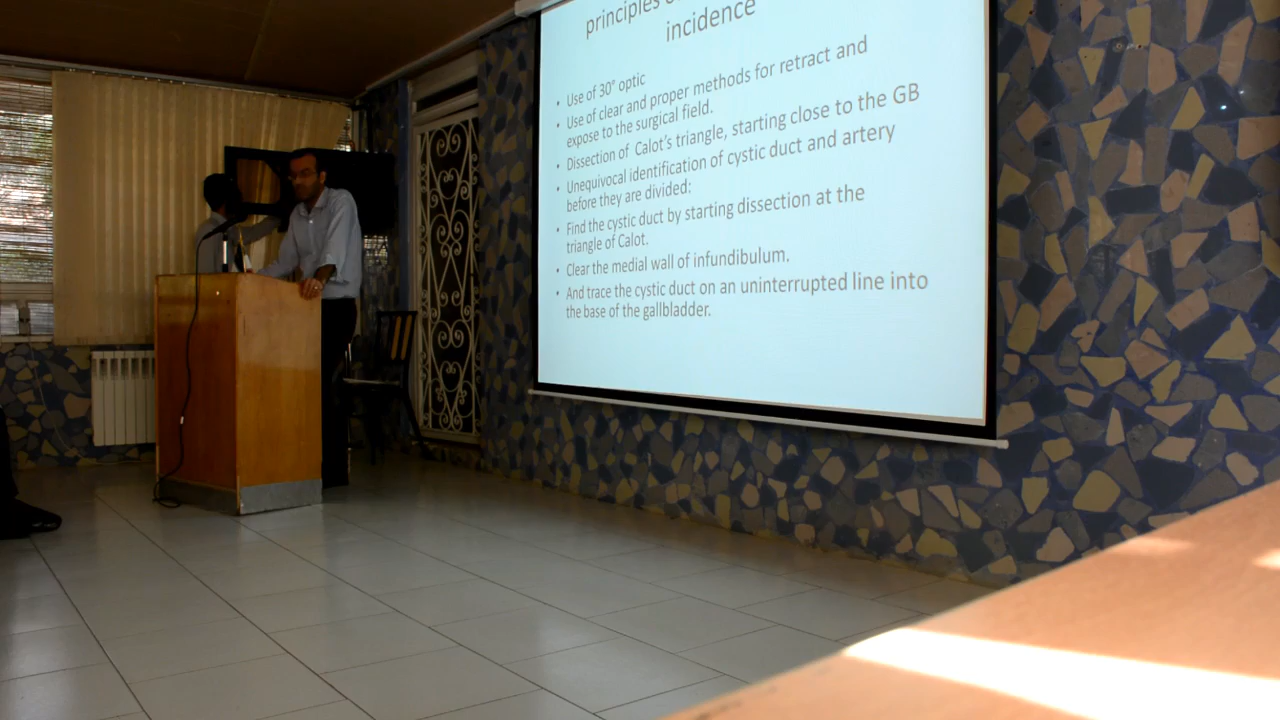 principles
incidence
• Use of 30° optic
• Use of clear and proper methods for retract and
expose to the surgical field.
• Dissection of Calot's triangle, starting close to the GB
• Unequivocal identification of cystic duct and artery
before they are divided:
• Find the cystic duct by starting dissection at the
triangle of Calot.
• Clear the medial wall of infundibulum.
• And trace the cystic duct on an uninterrupted line into
the base of the gallbladder.